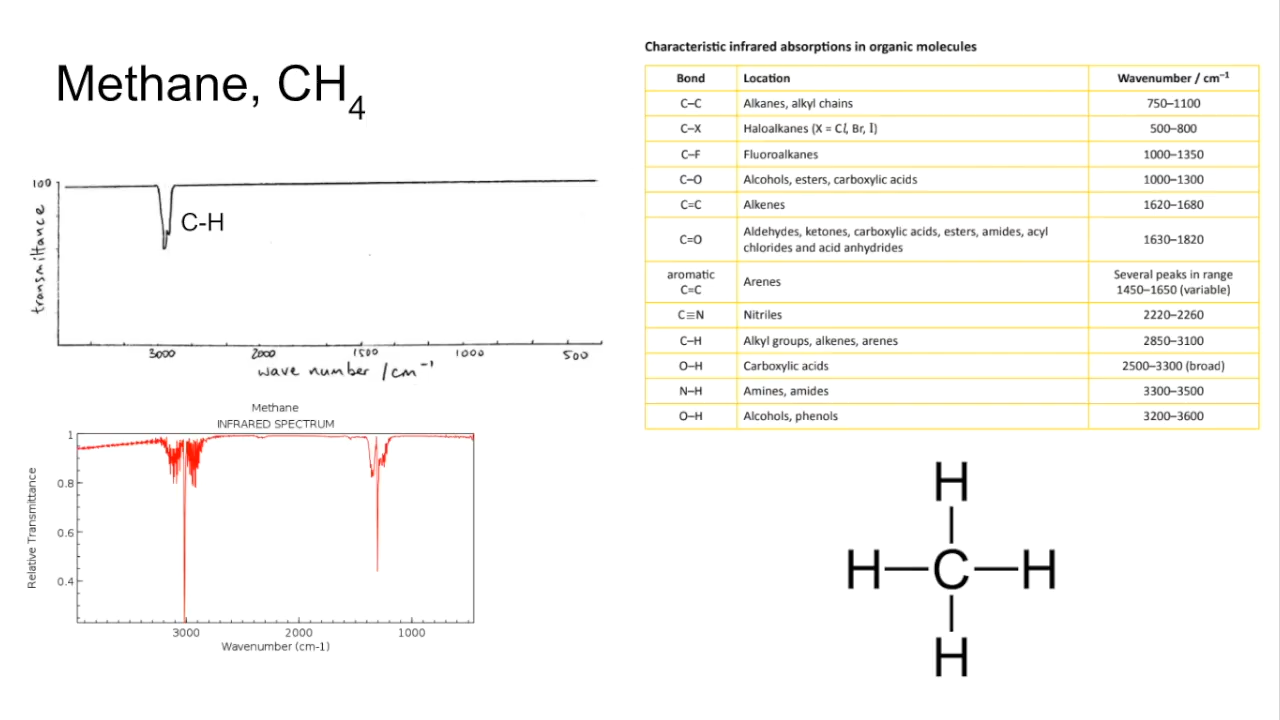 Methane, CH4
100
transmittance
C-H
3000 2000 1500 1000 500
wave number /cm⁻¹
Methane
INFRARED SPECTRUM
1
0.8
0.6
0.4
Relative Transmittance
3000 2000 1000
Wavenumber (cm-1)
Characteristic infrared absorptions in organic molecules
Bond Location Wavenumber / cm⁻¹
C–C Alkanes, alkyl chains 750–1100
C–X Haloalkanes (X = Cl, Br, I) 500–800
C–F Fluoroalkanes 1000–1350
C–O Alcohols, esters, carboxylic acids 1000–1300
C=C Alkenes 1620–1680
C=O Aldehydes, ketones, carboxylic acids, esters, amides, acyl
chlorides and acid anhydrides 1630–1820
aromatic
C=C Arenes Several peaks in range
1450–1650 (variable)
C≡N Nitriles 2220–2260
C–H Alkyl groups, alkenes, arenes 2850–3100
O–H Carboxylic acids 2500–3300 (broad)
N–H Amines, amides 3300–3500
O–H Alcohols, phenols 3200–3600
H
H C H
H